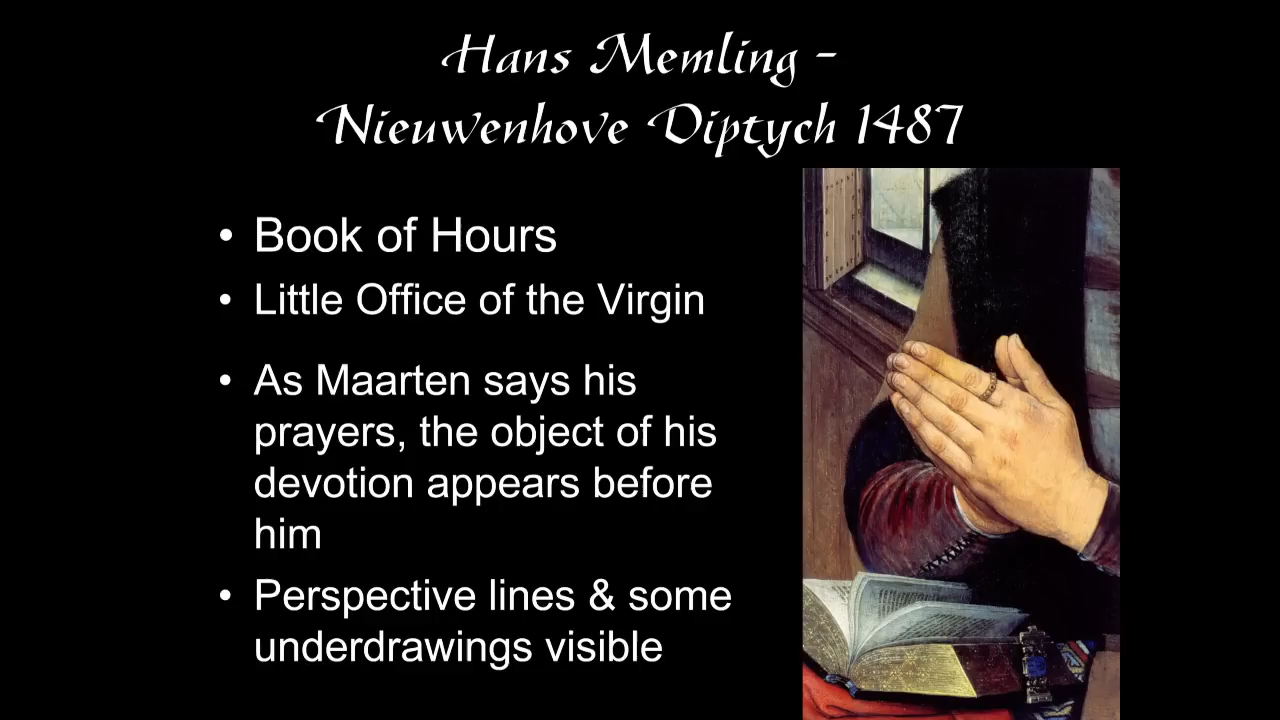 Hans Memling -
Nieuwenhove Diptych 1487
• Book of Hours
• Little Office of the Virgin
• As Maarten says his
prayers, the object of his
devotion appears before
him
• Perspective lines & some
underdrawings visible